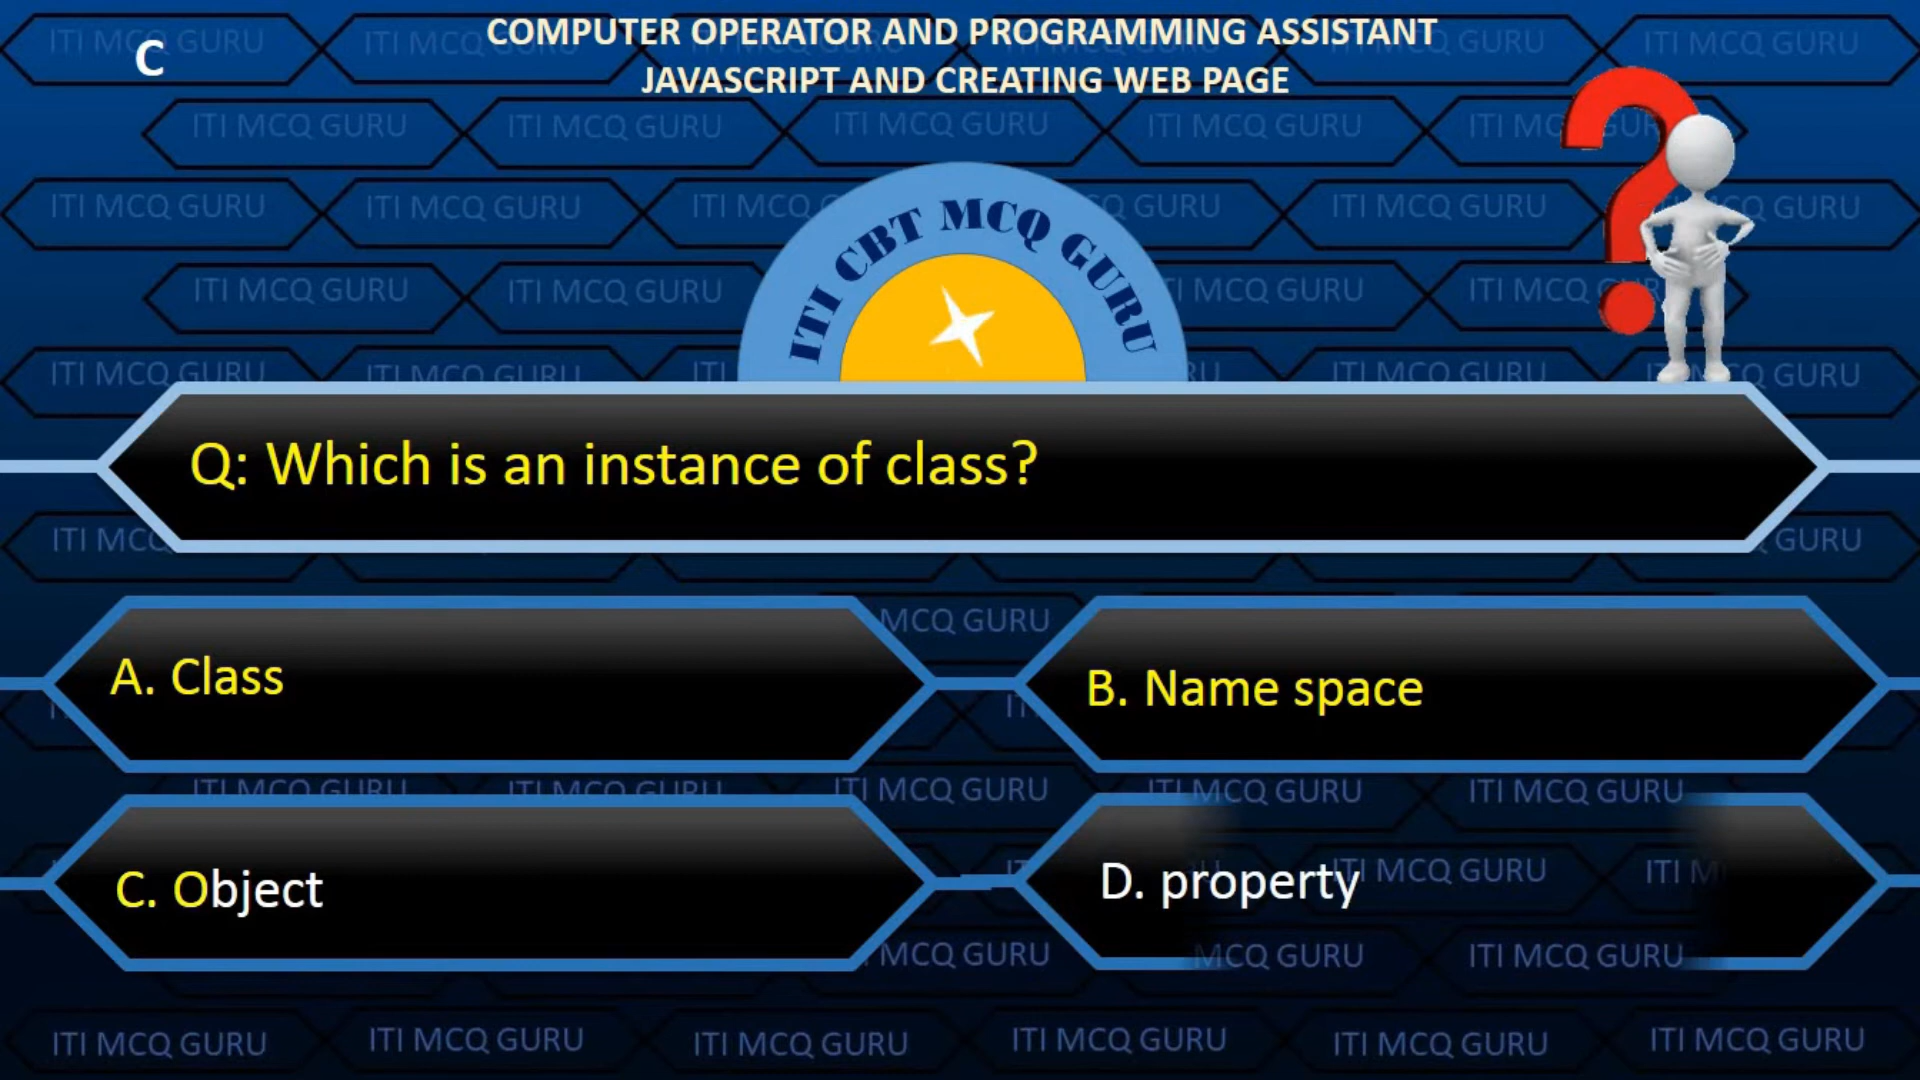 C
COMPUTER OPERATOR AND PROGRAMMING ASSISTANT
JAVASCRIPT AND CREATING WEB PAGE
ITI CBT MCQ GURU
Q: Which is an instance of class?
A. Class
B. Name space
C. Object
D. property
ITI MCQ GURU